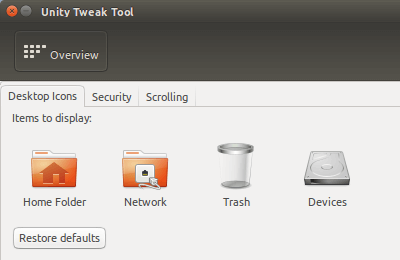 Unity Tweak Tool
Overview
Desktop Icons Security Scrolling
Items to display:
Home Folder Network Trash Devices
Restore defaults